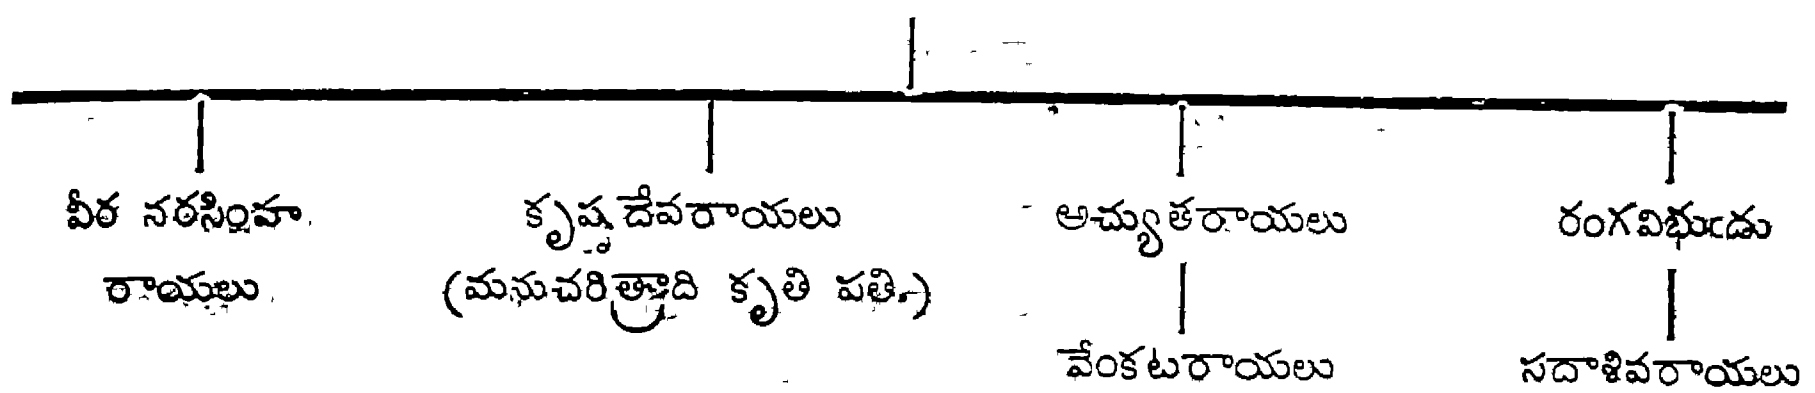 వీర నరసింహ కృష్ణదేవరాయలు అచ్యుతరాయలు రంగవిభుఁడు
రాయలు (మనుచరిత్రాది కృతి పతి)
వేంకటరాయలు సదాశివరాయలు